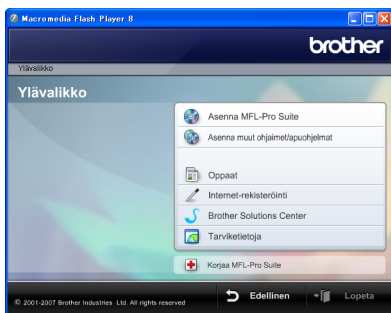 Macromedia Flash Player 8
brother
Ylävalikko
Ylävalikko
Asenna MFL-Pro Suite
Asenna muut ohjaimet/apuohjelmat
Oppaat
Internet-rekisteröinti
Brother Solutions Center
Tarviketietoja
Korjaa MFL-Pro Suite
© 2001-2007 Brother Industries Ltd. All rights reserved
Edellinen
Lopeta